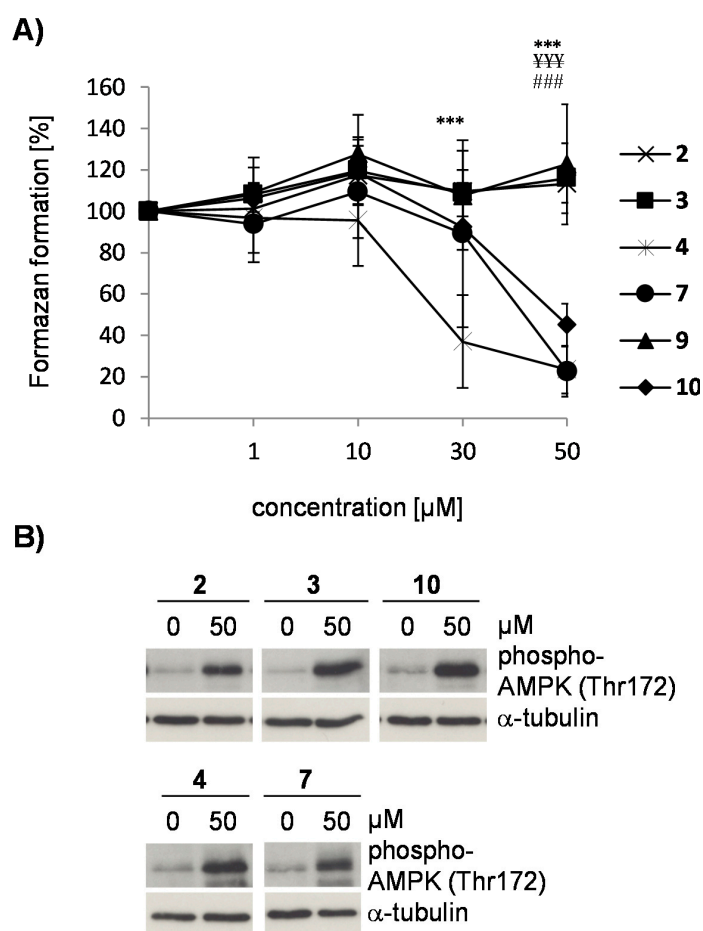 A)
***
¥¥¥
###
***
Formazan formation [%]
160
140
120
100
80
60
40
20
0
1 10 30 50
concentration [µM]
2
3
4
7
9
10
B)
2 3 10
0 50 0 50 0 50 µM
phospho-
AMPK (Thr172)
α-tubulin
4 7
0 50 0 50 µM
phospho-
AMPK (Thr172)
α-tubulin